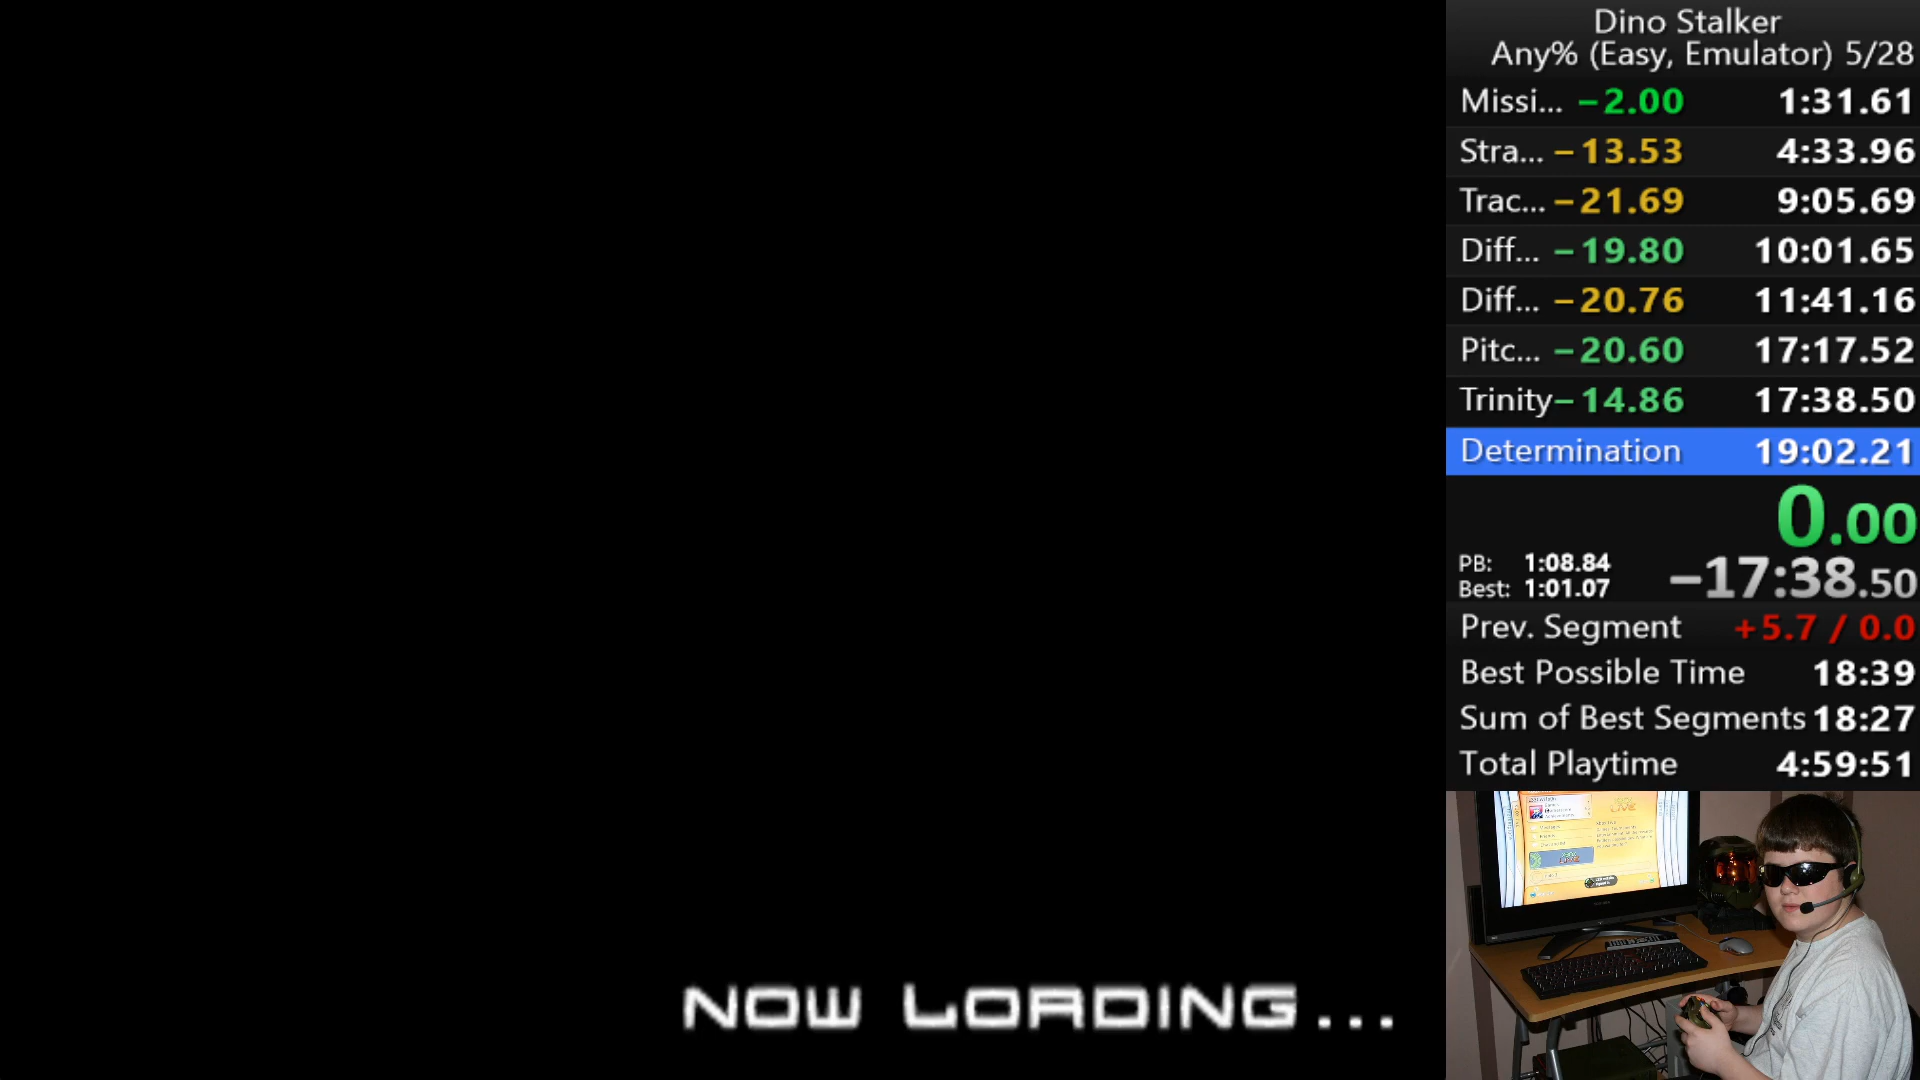 Dino Stalker
Any% (Easy, Emulator) 5/28
Missi... −2.00 1:31.61
Stra... −13.53 4:33.96
Trac... −21.69 9:05.69
Diff... −19.80 10:01.65
Diff... −20.76 11:41.16
Pitc... −20.60 17:17.52
Trinity −14.86 17:38.50
Determination 19:02.21
0.00
PB: 1:08.84
Best: 1:01.07
−17:38.50
Prev. Segment +5.7 / 0.0
Best Possible Time 18:39
Sum of Best Segments 18:27
Total Playtime 4:59:51
NOW LOADING...